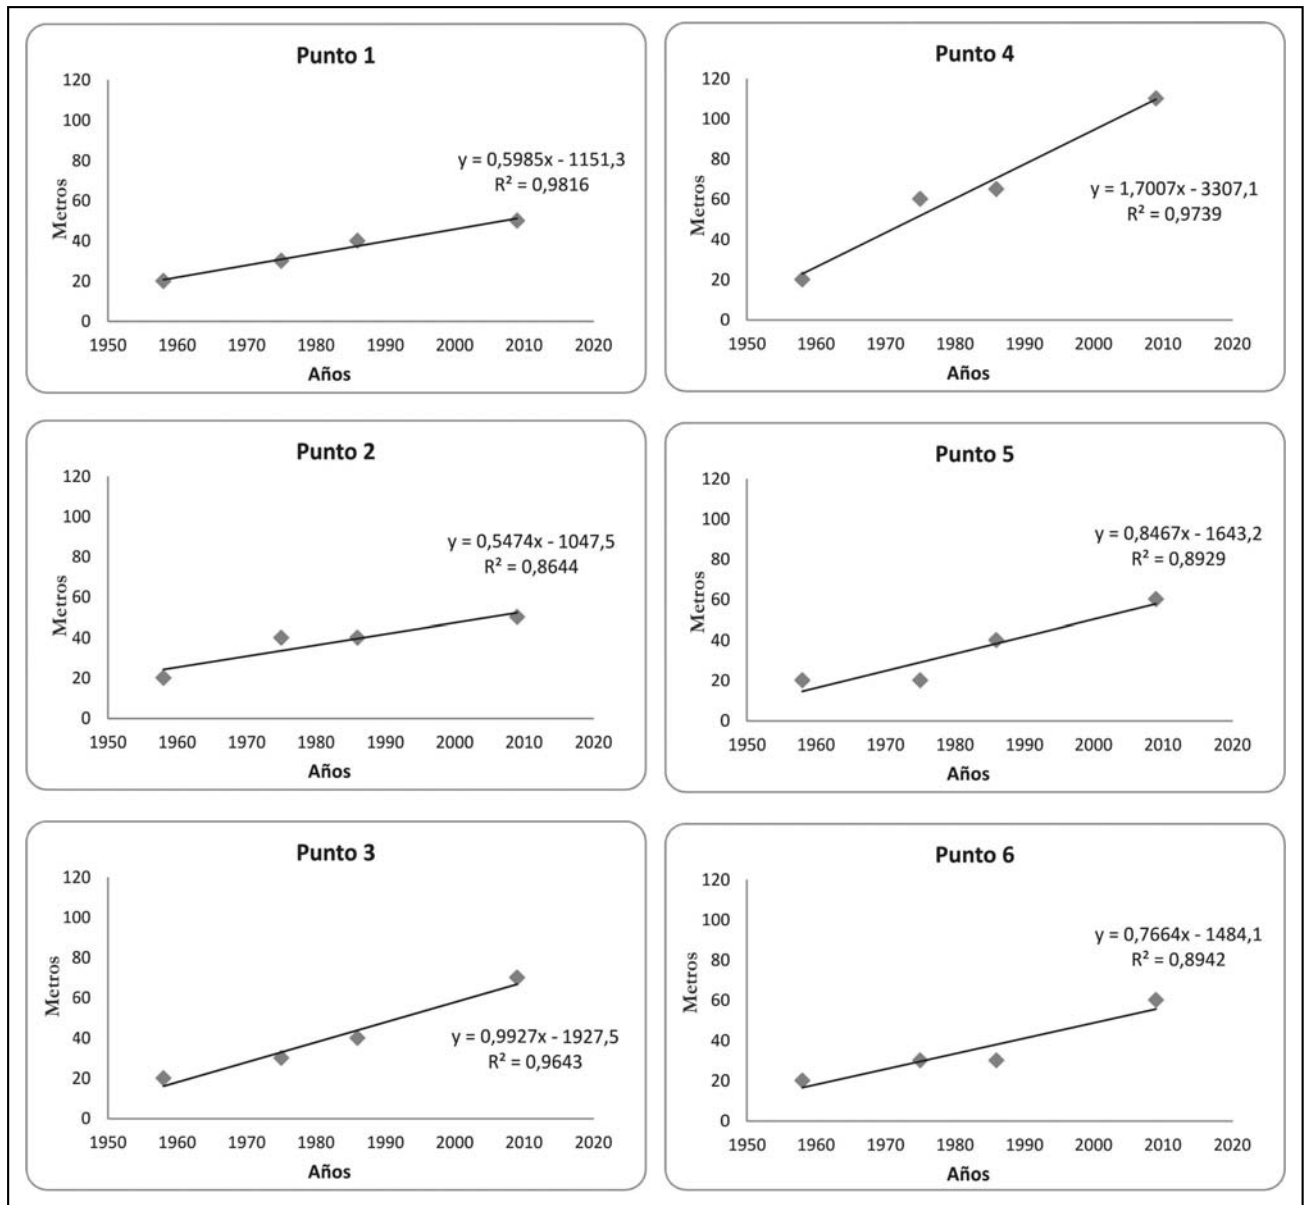 Punto 1
120
100
80
60
40
20
0
Metros
y = 0,5985x - 1151,3
R² = 0,9816
1950 1960 1970 1980 1990 2000 2010 2020
Años
Punto 4
120
100
80
60
40
20
0
Metros
y = 1,7007x - 3307,1
R² = 0,9739
1950 1960 1970 1980 1990 2000 2010 2020
Años
Punto 2
120
100
80
60
40
20
0
Metros
y = 0,5474x - 1047,5
R² = 0,8644
1950 1960 1970 1980 1990 2000 2010 2020
Años
Punto 5
120
100
80
60
40
20
0
Metros
y = 0,8467x - 1643,2
R² = 0,8929
1950 1960 1970 1980 1990 2000 2010 2020
Años
Punto 3
120
100
80
60
40
20
0
Metros
y = 0,9927x - 1927,5
R² = 0,9643
1950 1960 1970 1980 1990 2000 2010 2020
Años
Punto 6
120
100
80
60
40
20
0
Metros
y = 0,7664x - 1484,1
R² = 0,8942
1950 1960 1970 1980 1990 2000 2010 2020
Años